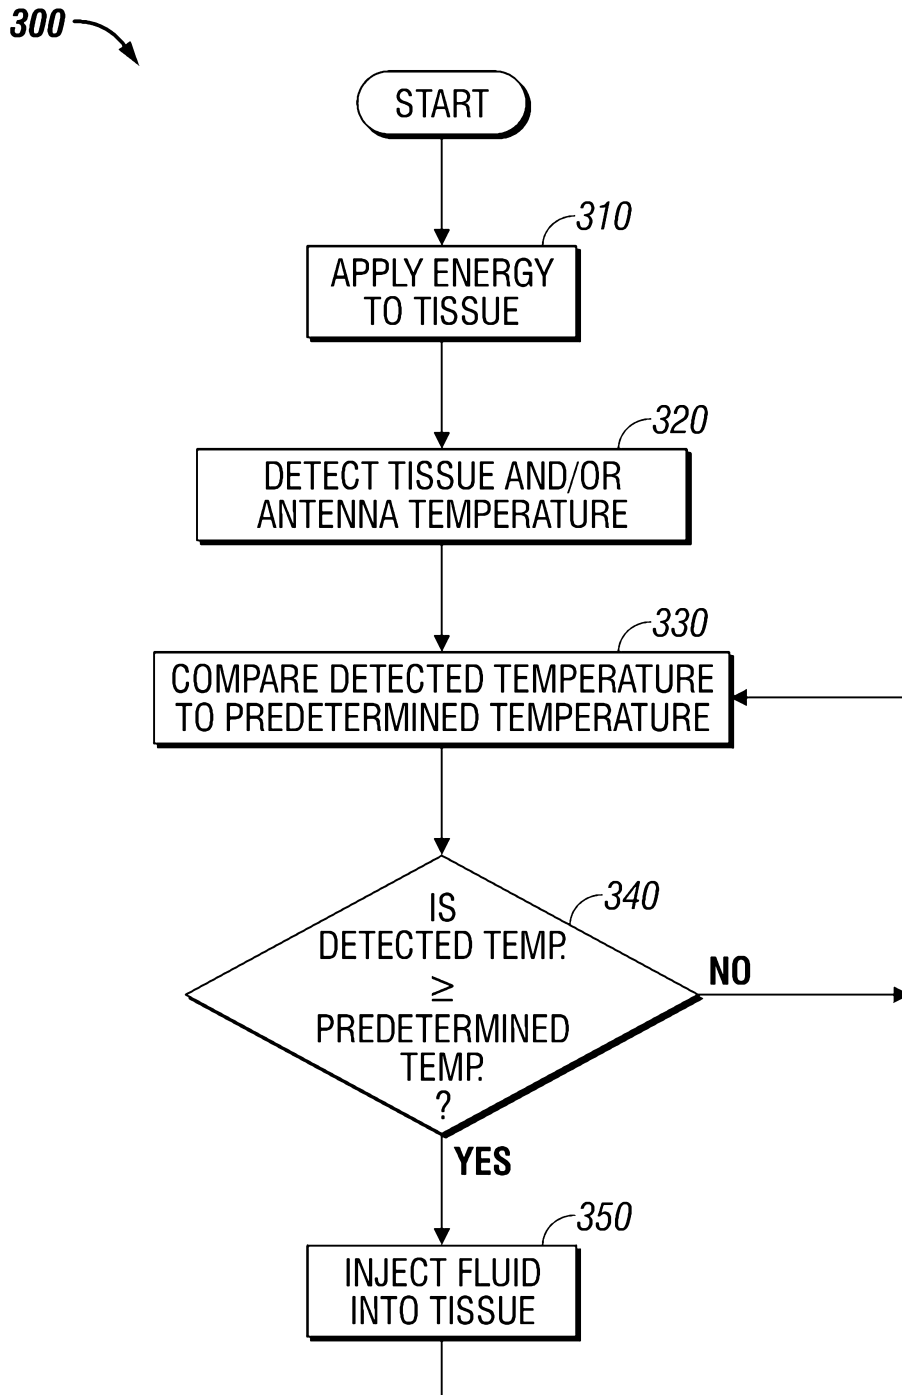 300
START
310
APPLY ENERGY
TO TISSUE
320
DETECT TISSUE AND/OR
ANTENNA TEMPERATURE
330
COMPARE DETECTED TEMPERATURE
TO PREDETERMINED TEMPERATURE
340
IS
DETECTED TEMP.
≥
PREDETERMINED
TEMP.
?
NO
YES
350
INJECT FLUID
INTO TISSUE